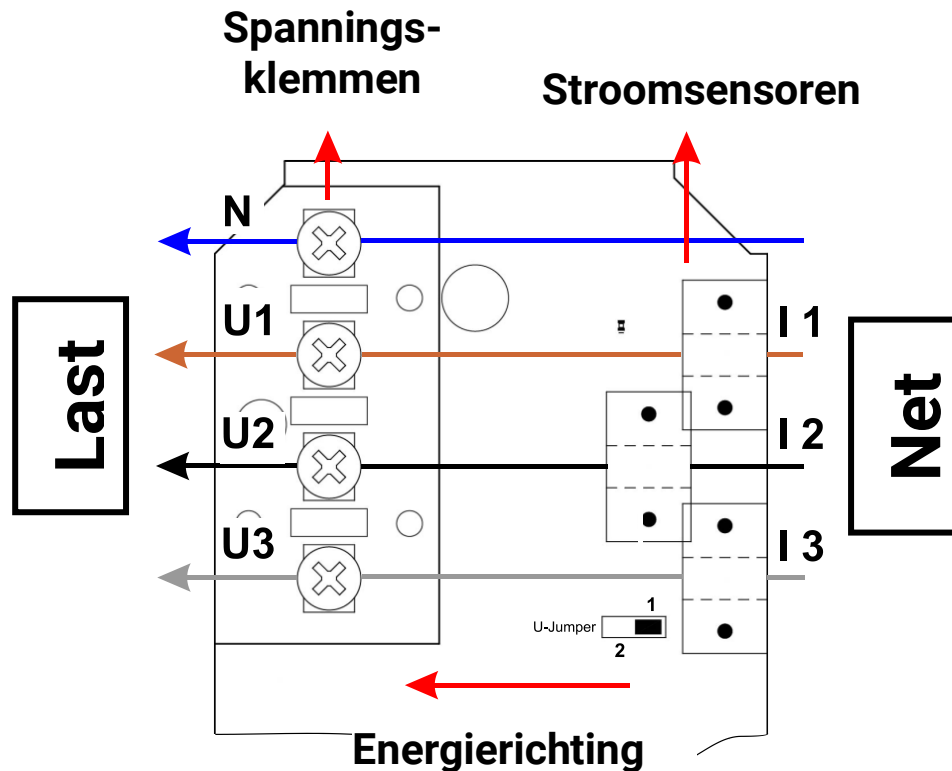 Spannings-
klemmen
Stroomsensoren
N
U1
I 1
Last
Net
U2
I 2
U3
I 3
1
U-Jumper
2
Energierichting